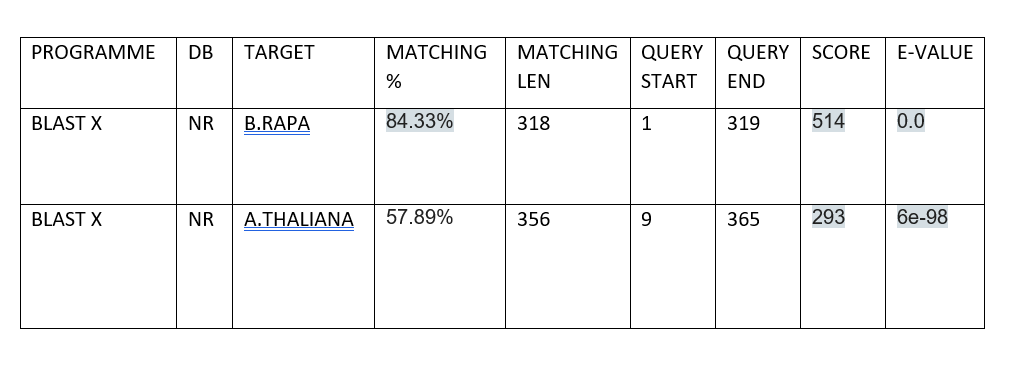 PROGRAMME DB TARGET MATCHING % MATCHING LEN QUERY START QUERY END SCORE E-VALUE
BLAST X NR B.RAPA 84.33% 318 1 319 514 0.0
BLAST X NR A.THALIANA 57.89% 356 9 365 293 6e-98